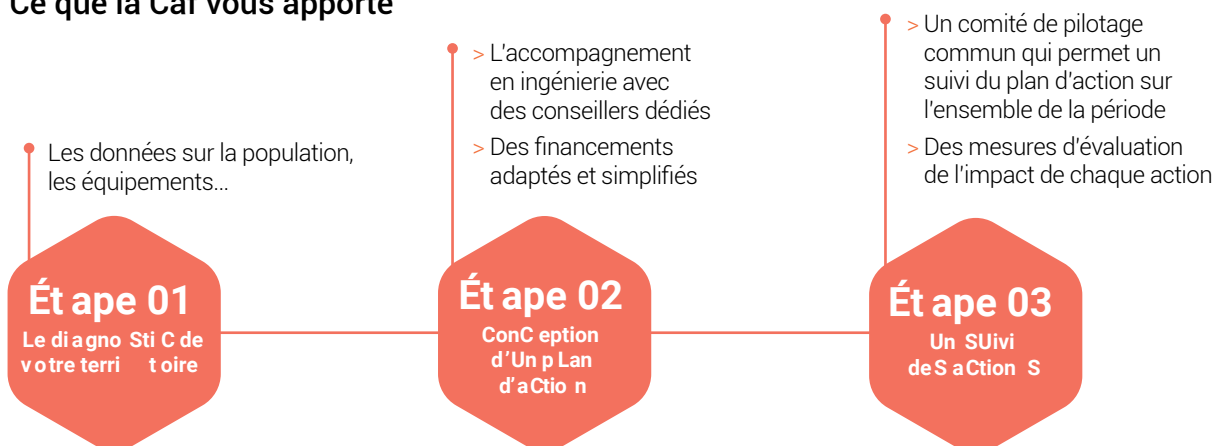 Ce que la Caf vous apporte
Les données sur la population,
les équipements...
> L'accompagnement
en ingénierie avec
des conseillers dédiés
> Des financements
adaptés et simplifiés
> Un comité de pilotage
commun qui permet un
suivi du plan d'action sur
l'ensemble de la période
> Des mesures d'évaluation
de l'impact de chaque action
Ét ape 01
Le di a gno Sti C de
v o tre terri t oire
Ét ape 02
ConC eption
d'Un p Lan
d'aCtio n
Ét ape 03
Un SUivi
deS aCtion S